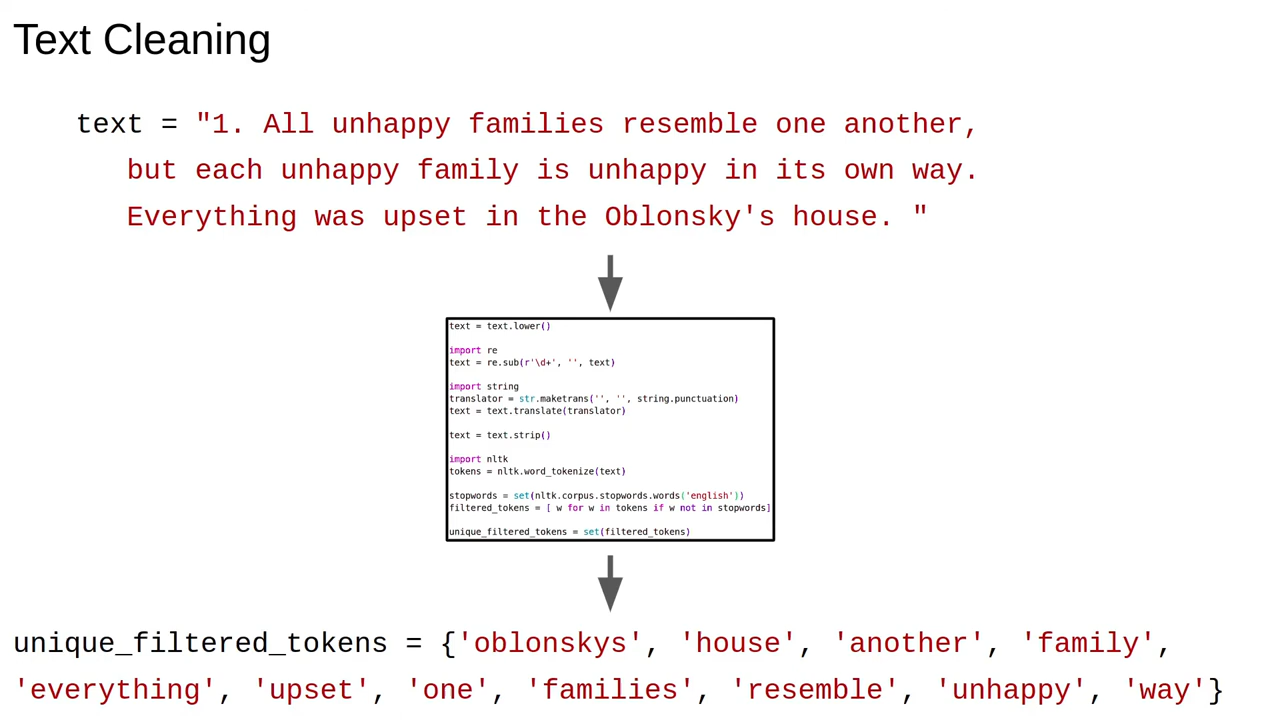 Text Cleaning
text = "1. All unhappy families resemble one another,
but each unhappy family is unhappy in its own way.
Everything was upset in the Oblonsky's house. "
text = text.lower()
import re
text = re.sub(r'\d+', '', text)
import string
translator = str.maketrans('', '', string.punctuation)
text = text.translate(translator)
text = text.strip()
import nltk
tokens = nltk.word_tokenize(text)
stopwords = set(nltk.corpus.stopwords.words('english'))
filtered_tokens = [ w for w in tokens if w not in stopwords]
unique_filtered_tokens = set(filtered_tokens)
unique_filtered_tokens = {'oblonskys', 'house', 'another', 'family',
'everything', 'upset', 'one', 'families', 'resemble', 'unhappy', 'way'}